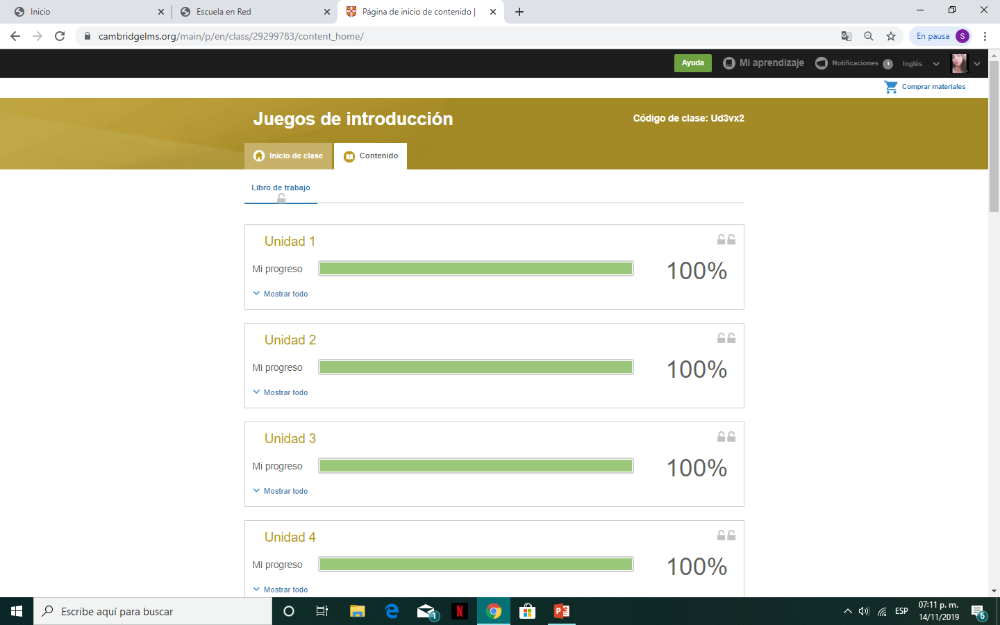 Inicio
Escuela en Red
Página de inicio de contenido |
cambridgelms.org/main/p/en/class/29299783/content_home/
En pausa
S
Ayuda
Mi aprendizaje
Notificaciones
1
Inglés
Comprar materiales
Juegos de introducción
Código de clase: Ud3vx2
Inicio de clase
Contenido
Libro de trabajo
Unidad 1
Mi progreso
100%
Mostrar todo
Unidad 2
Mi progreso
100%
Mostrar todo
Unidad 3
Mi progreso
100%
Mostrar todo
Unidad 4
Mi progreso
100%
Mostrar todo
Escribe aquí para buscar
1
N
ESP
07:11 p. m.
14/11/2019
6